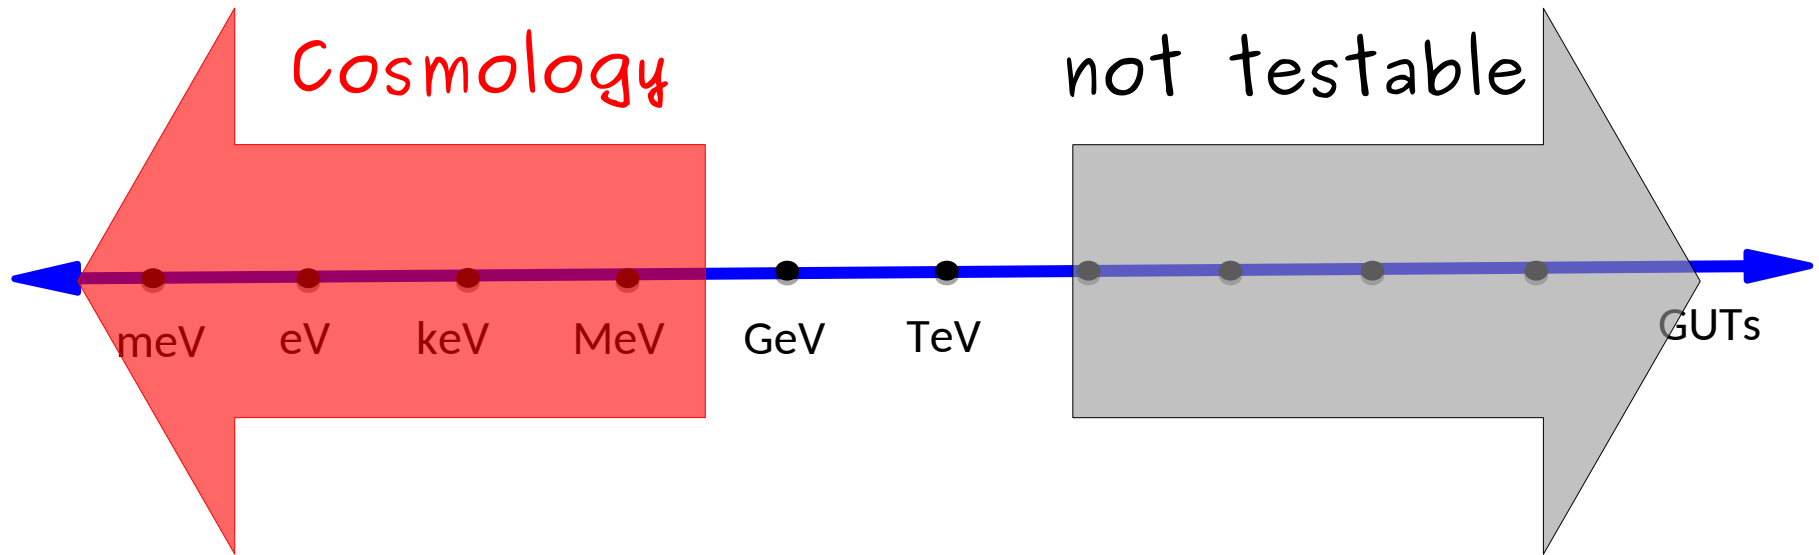 Cosmology not testable
meV eV keV MeV GeV TeV GUTs